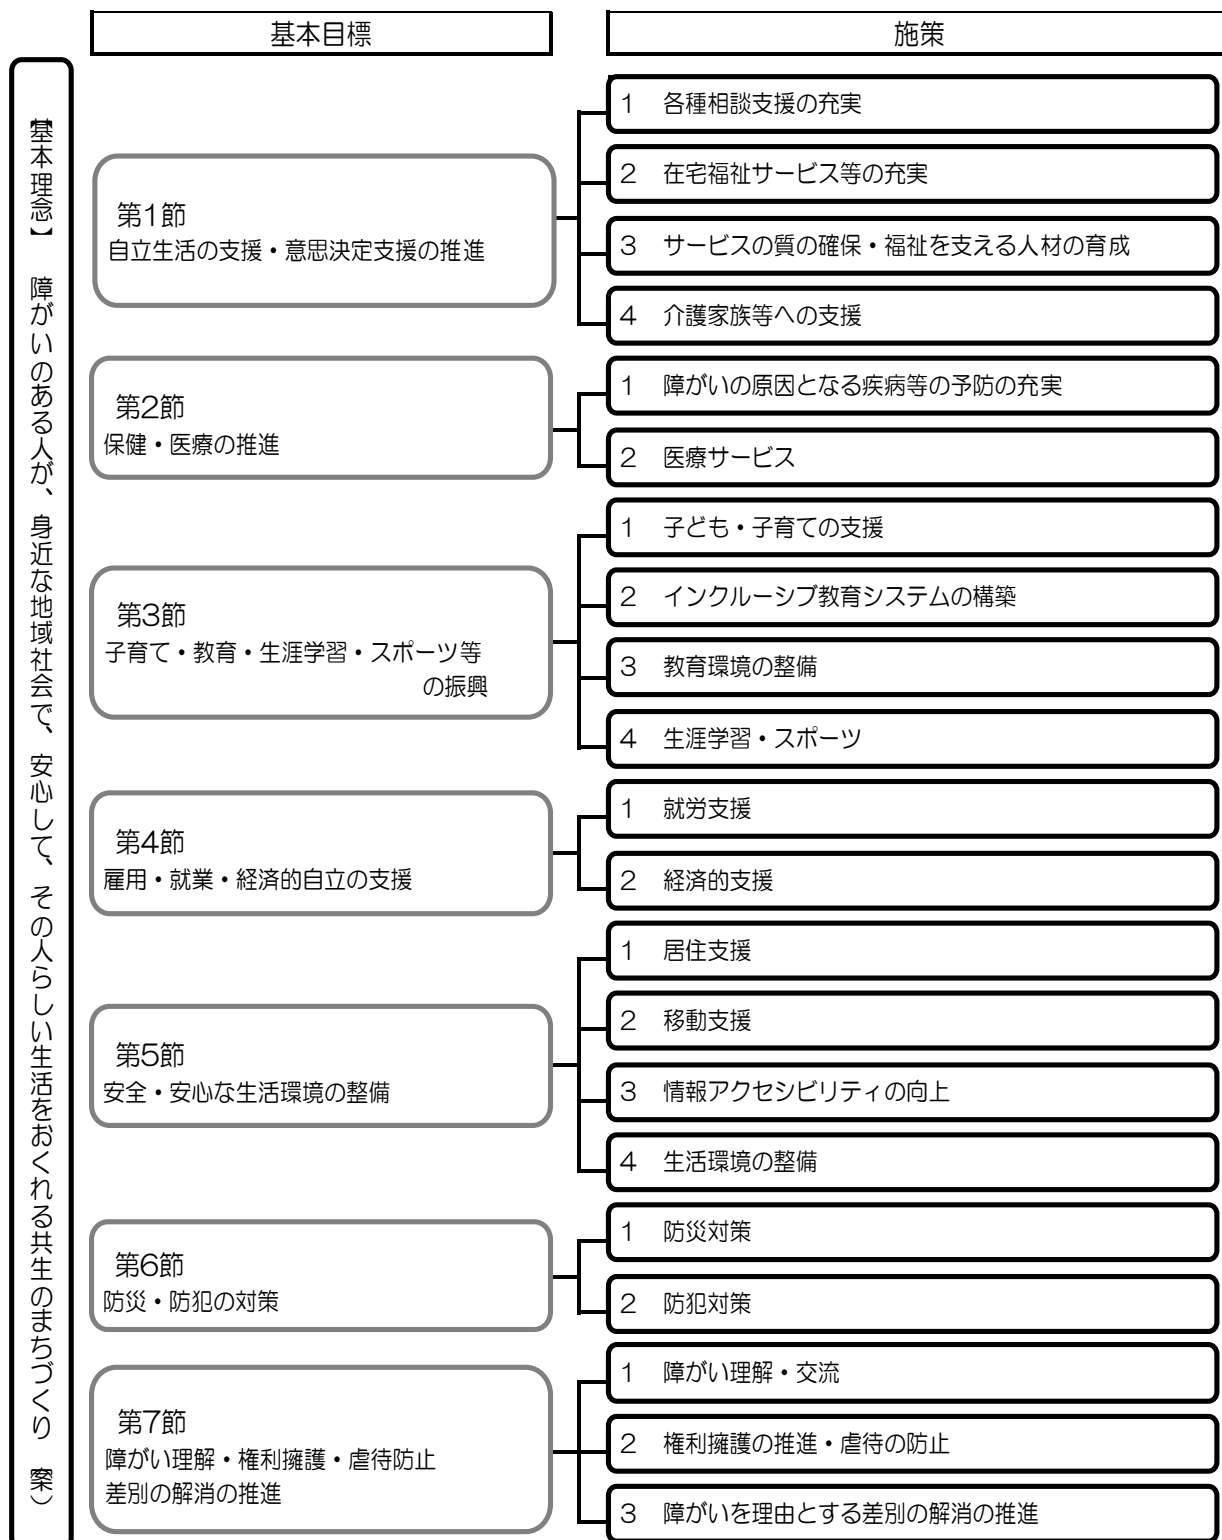 基本目標
施策
【基本理念】 障がいのある人が、身近な地域社会で、安心して、その人らしい生活をおくれる共生のまちづくり 案）
第1節
自立生活の支援・意思決定支援の推進
1 各種相談支援の充実
2 在宅福祉サービス等の充実
3 サービスの質の確保・福祉を支える人材の育成
4 介護家族等への支援
第2節
保健・医療の推進
1 障がいの原因となる疾病等の予防の充実
2 医療サービス
第3節
子育て・教育・生涯学習・スポーツ等
の振興
1 子ども・子育ての支援
2 インクルーシブ教育システムの構築
3 教育環境の整備
4 生涯学習・スポーツ
第4節
雇用・就業・経済的自立の支援
1 就労支援
2 経済的支援
第5節
安全・安心な生活環境の整備
1 居住支援
2 移動支援
3 情報アクセシビリティの向上
4 生活環境の整備
第6節
防災・防犯の対策
1 防災対策
2 防犯対策
第7節
障がい理解・権利擁護・虐待防止
差別の解消の推進
1 障がい理解・交流
2 権利擁護の推進・虐待の防止
3 障がいを理由とする差別の解消の推進